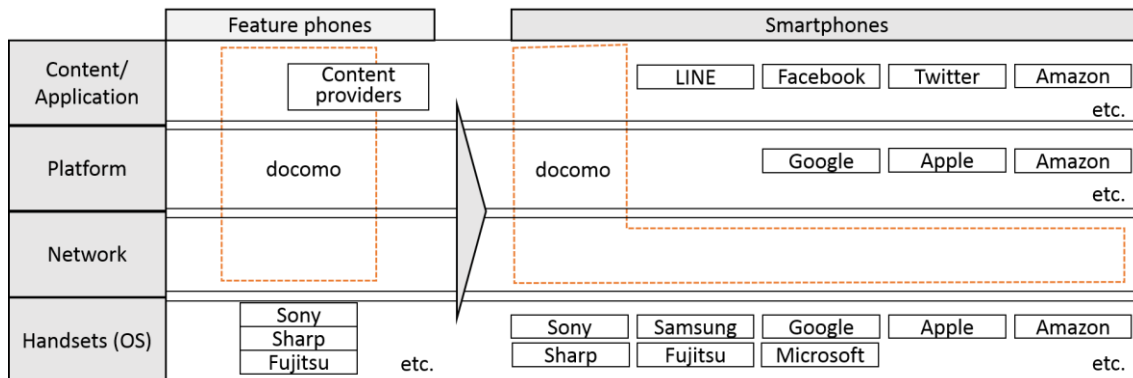 Feature phones
Smartphones
Content/
Application
Content
providers
LINE
Facebook
Twitter
Amazon
etc.
Platform
docomo
docomo
Google
Apple
Amazon
etc.
Network
Handsets (OS)
Sony
Sharp
Fujitsu
etc.
Sony
Samsung
Google
Apple
Amazon
Sharp
Fujitsu
Microsoft
etc.